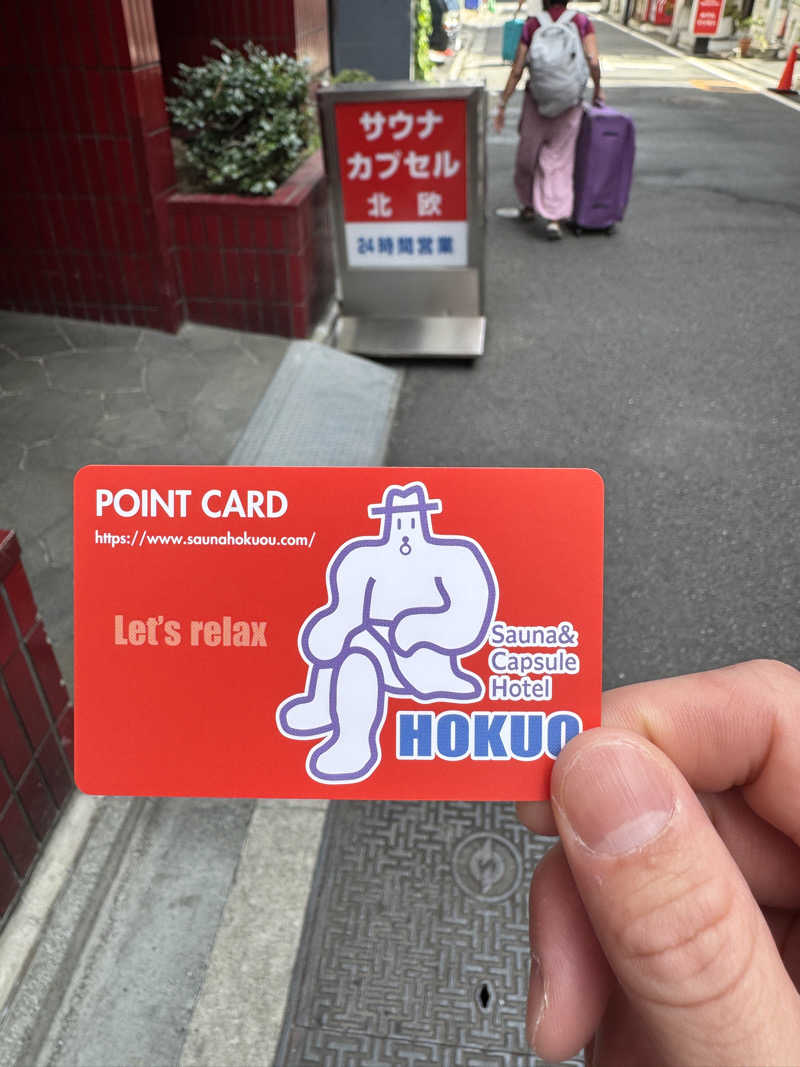 サウナ
カプセル
北欧
24時間営業
POINT CARD
https://www.saunahokuou.com/
Let's relax
Sauna&
Capsule
Hotel
HOKUO